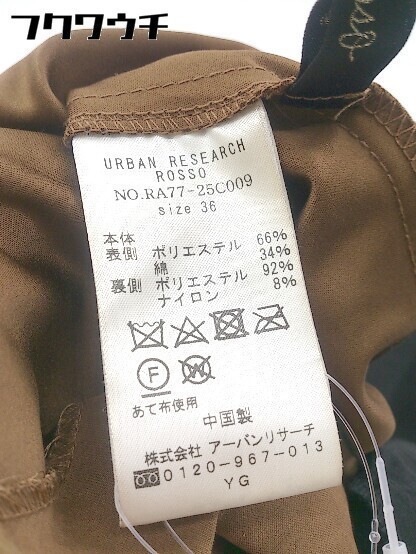 フクワウチ
URBAN RESEARCH
ROSSO
NO.RA77-25C009
size 36
本体
表側 ポリエステル 66%
綿 34%
裏側 ポリエステル 92%
ナイロン 8%
F W
あて布使用
中国製
株式会社 アーバンリサーチ
0120-967-013
YG